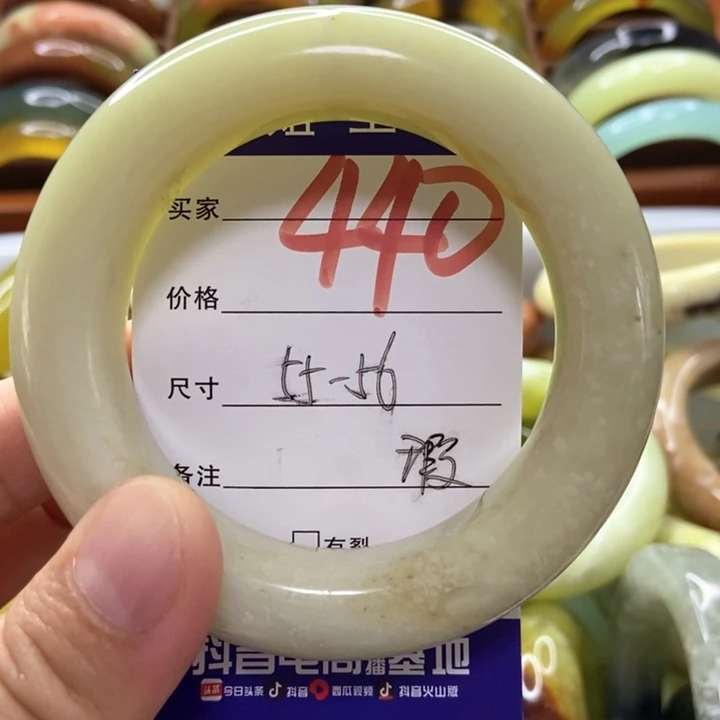 买家 440
价格
尺寸 55-56
备注 瑕
□有裂
抖音电商直播基地
今日头条 抖音 西瓜视频 抖音火山版